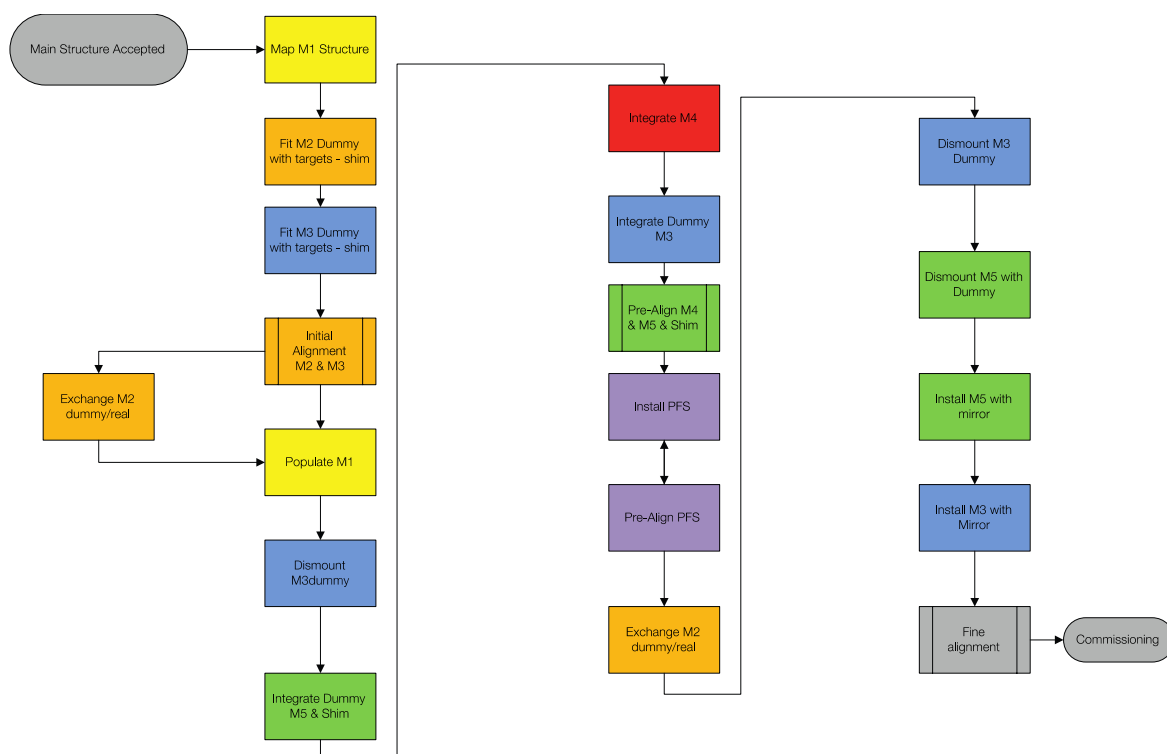 Main Structure Accepted
Map M1 Structure
Fit M2 Dummy
with targets - shim
Fit M3 Dummy
with targets - shim
Initial
Alignment
M2 & M3
Exchange M2
dummy/real
Populate M1
Dismount
M3dummy
Integrate Dummy
M5 & Shim
Integrate M4
Integrate Dummy
M3
Pre-Align M4
& M5 & Shim
Install PFS
Pre-Align PFS
Exchange M2
dummy/real
Dismount M3
Dummy
Dismount M5 with
Dummy
Install M5 with
mirror
Install M3 with
Mirror
Fine
alignment
Commissioning